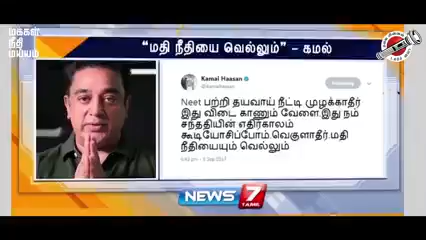 மக்கள்
நீதி
மய்யம்
"மதி நீதியை வெல்லும்" – கமல்
Kamal Haasan
@ikamalhaasan
Following
Neet பற்றி தயவாய் நீட்டி முழக்காதீர்
இது விடை காணும் வேளை.இது நம்
சந்ததியின் எதிர்காலம்
கூடியோசிப்போம்.வெகுளாதீர்.மதி
நீதியையும் வெல்லும்
NEWS 7
TAMIL